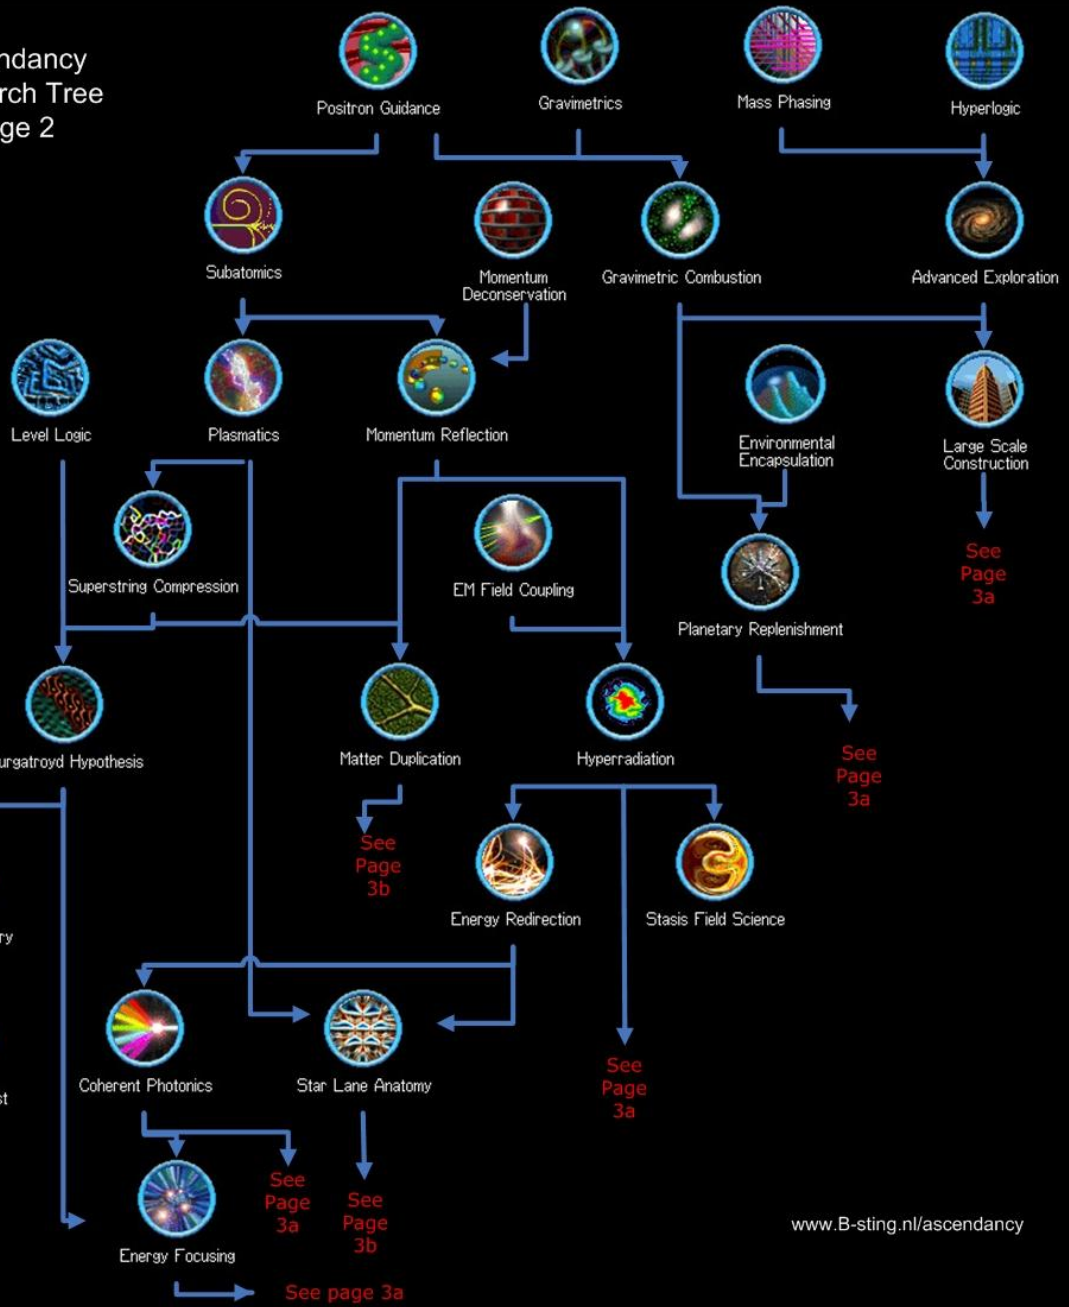 ndancy
rch Tree
ge 2
Positron Guidance
Gravimetrics
Mass Phasing
Hyperlogic
Subatomics
Momentum
Deconservation
Gravimetric Combustion
Advanced Exploration
Level Logic
Plasmatics
Momentum Reflection
Environmental
Encapsulation
Large Scale
Construction
Superstring Compression
EM Field Coupling
See
Page
3a
Planetary Replenishment
urgatroyd Hypothesis
Matter Duplication
Hyperradiation
See
Page
3a
See
Page
3b
Energy Redirection
Stasis Field Science
ry
Coherent Photonics
Star Lane Anatomy
See
Page
3a
st
See
Page
3a
See
Page
3b
www.B-sting.nl/ascendancy
Energy Focusing
See page 3a